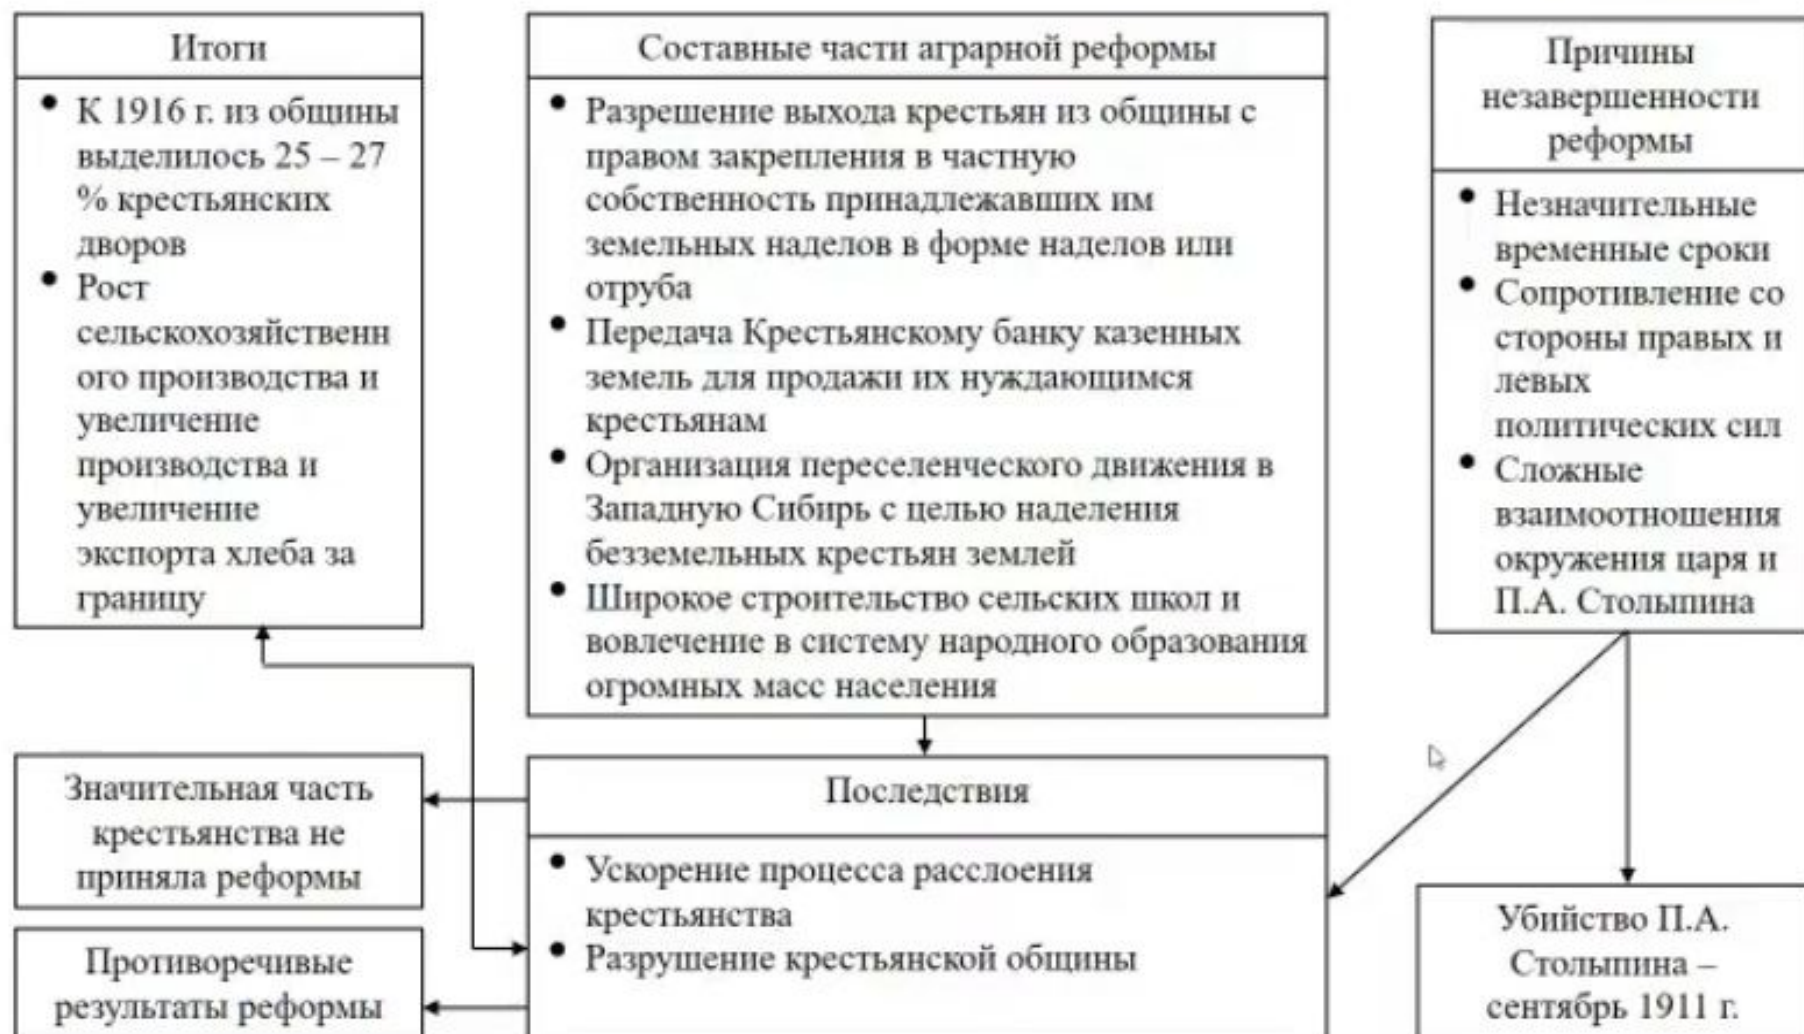 Итоги
• К 1916 г. из общины
выделилось 25 – 27
% крестьянских
дворов
• Рост
сельскохозяйственн
ого производства и
увеличение
производства и
увеличение
экспорта хлеба за
границу
Составные части аграрной реформы
• Разрешение выхода крестьян из общины с
правом закрепления в частную
собственность принадлежавших им
земельных наделов в форме наделов или
отруба
• Передача Крестьянскому банку казенных
земель для продажи их нуждающимся
крестьянам
• Организация переселенческого движения в
Западную Сибирь с целью наделения
безземельных крестьян землей
• Широкое строительство сельских школ и
вовлечение в систему народного образования
огромных масс населения
Причины
незавершенности
реформы
• Незначительные
временные сроки
• Сопротивление со
стороны правых и
левых
политических сил
• Сложные
взаимоотношения
окружения царя и
П.А. Столыпина
Значительная часть
крестьянства не
приняла реформы
Противоречивые
результаты реформы
Последствия
• Ускорение процесса расслоения
крестьянства
• Разрушение крестьянской общины
Убийство П.А.
Столыпина –
сентябрь 1911 г.